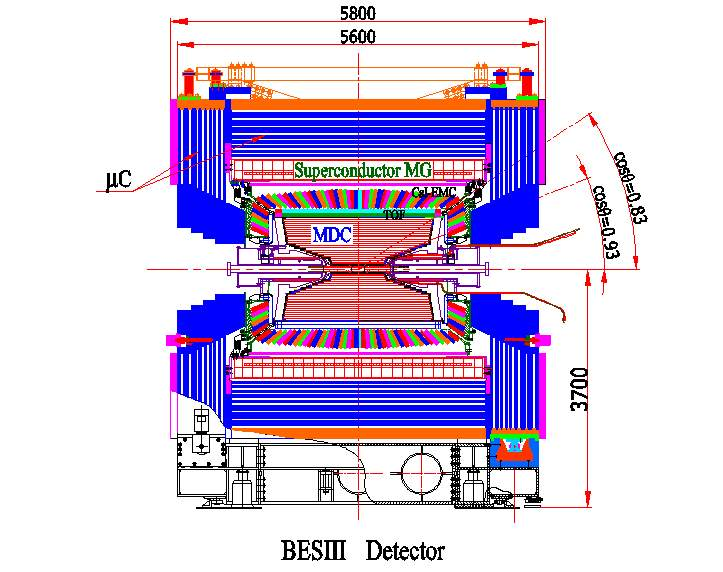 5800
5600
μC
Superconductor MG
CsI EMC
TOF
MDC
cosθ=0.83
cosθ=0.93
3700
BESIII Detector